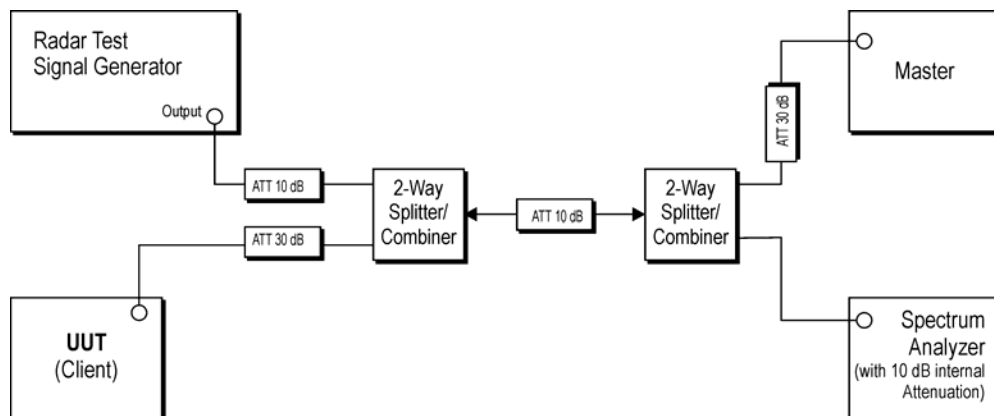 Radar Test
Signal Generator
Output
ATT 10 dB
ATT 30 dB
2-Way
Splitter/
Combiner
ATT 10 dB
2-Way
Splitter/
Combiner
ATT 30 dB
Master
UUT
(Client)
Spectrum
Analyzer
(with 10 dB internal
Attenuation)